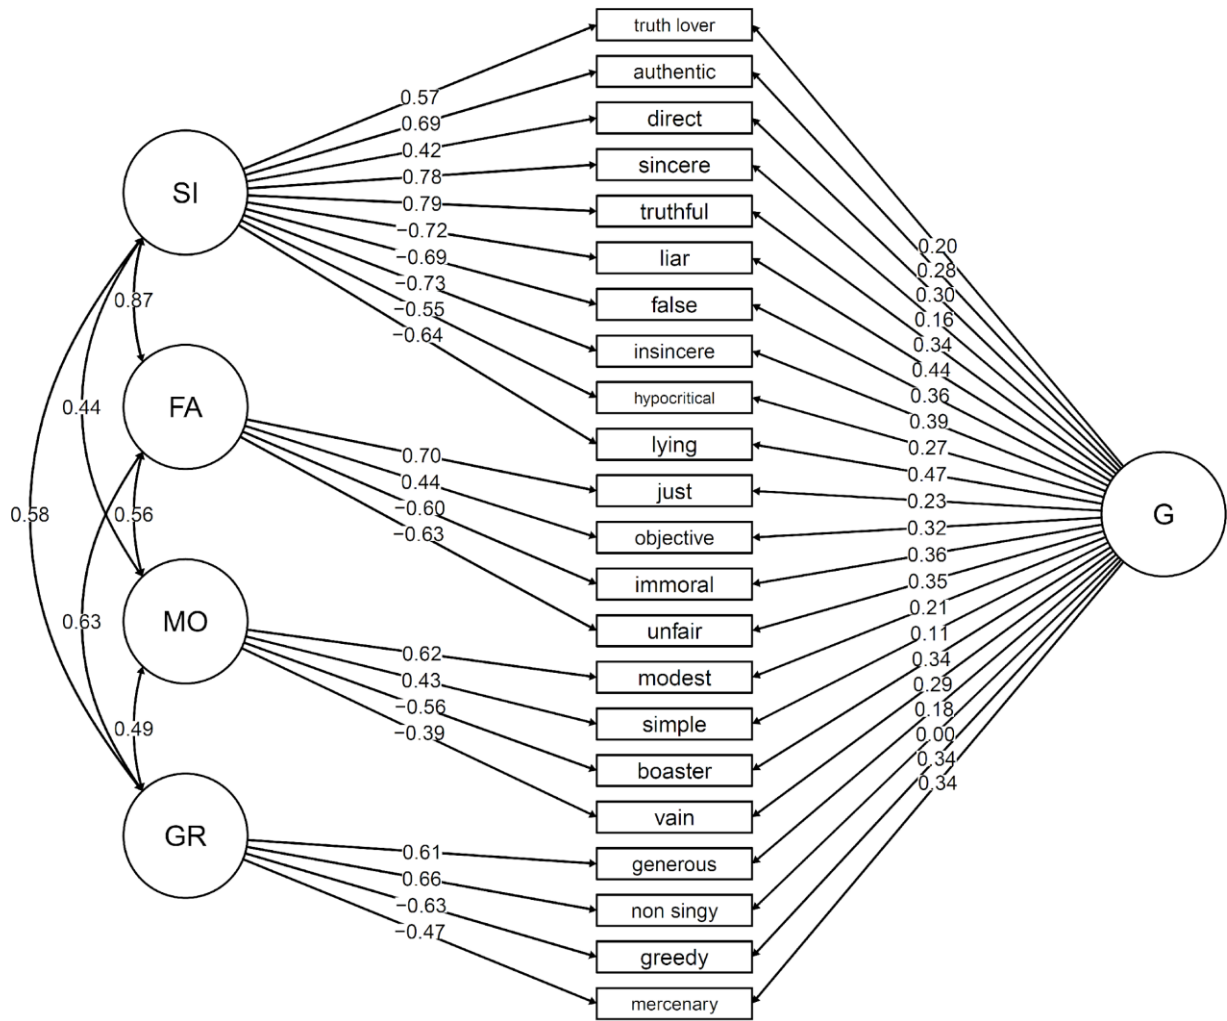 truth lover
authentic
direct
sincere
truthful
liar
false
insincere
hypocritical
lying
just
objective
immoral
unfair
modest
simple
boaster
vain
generous
non singy
greedy
mercenary
SI
FA
MO
GR
G
0.57
0.69
0.42
0.78
0.79
−0.72
−0.69
−0.73
−0.55
−0.64
0.70
0.44
−0.60
−0.63
0.62
0.43
−0.56
−0.39
0.61
0.66
−0.63
−0.47
0.87
0.44
0.58
0.56
0.63
0.49
0.20
0.28
0.30
0.16
0.34
0.44
0.36
0.39
0.27
0.47
0.23
0.32
0.36
0.35
0.21
0.11
0.34
0.29
0.18
0.00
0.34
0.34